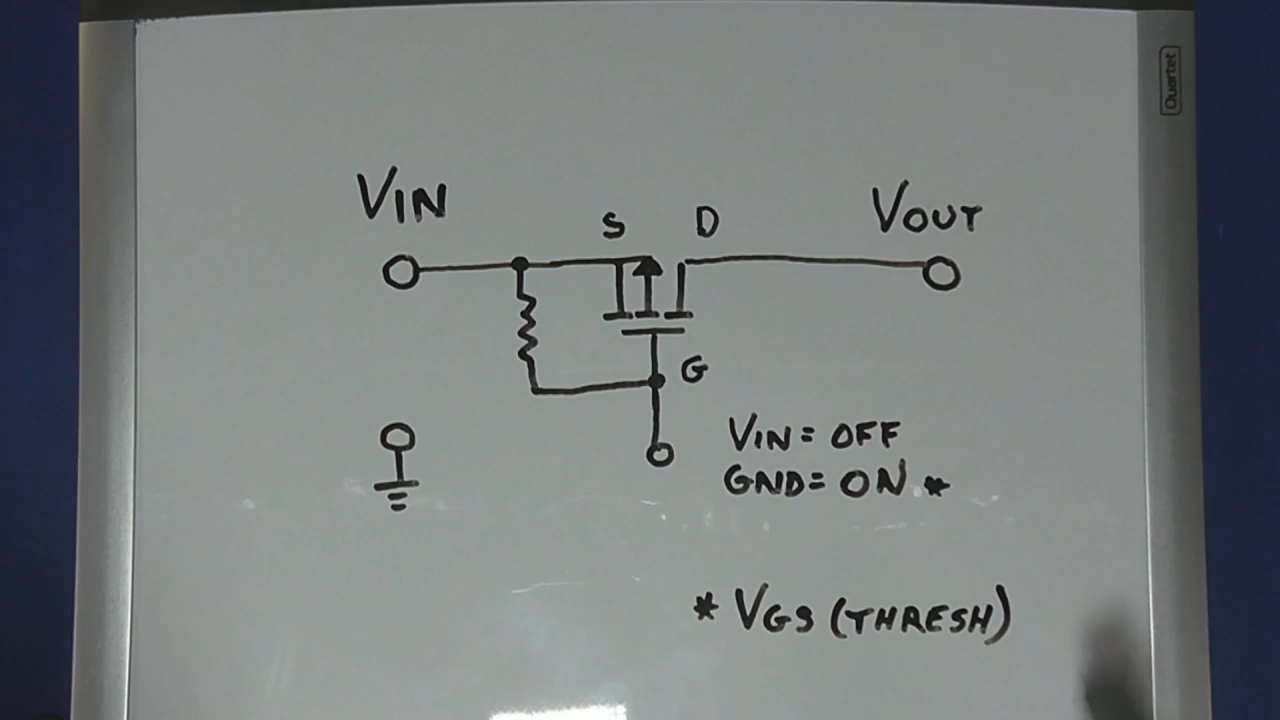 Quartet
VIN
S D
VOUT
G
VIN = OFF
GND = ON *
* VGS (THRESH)